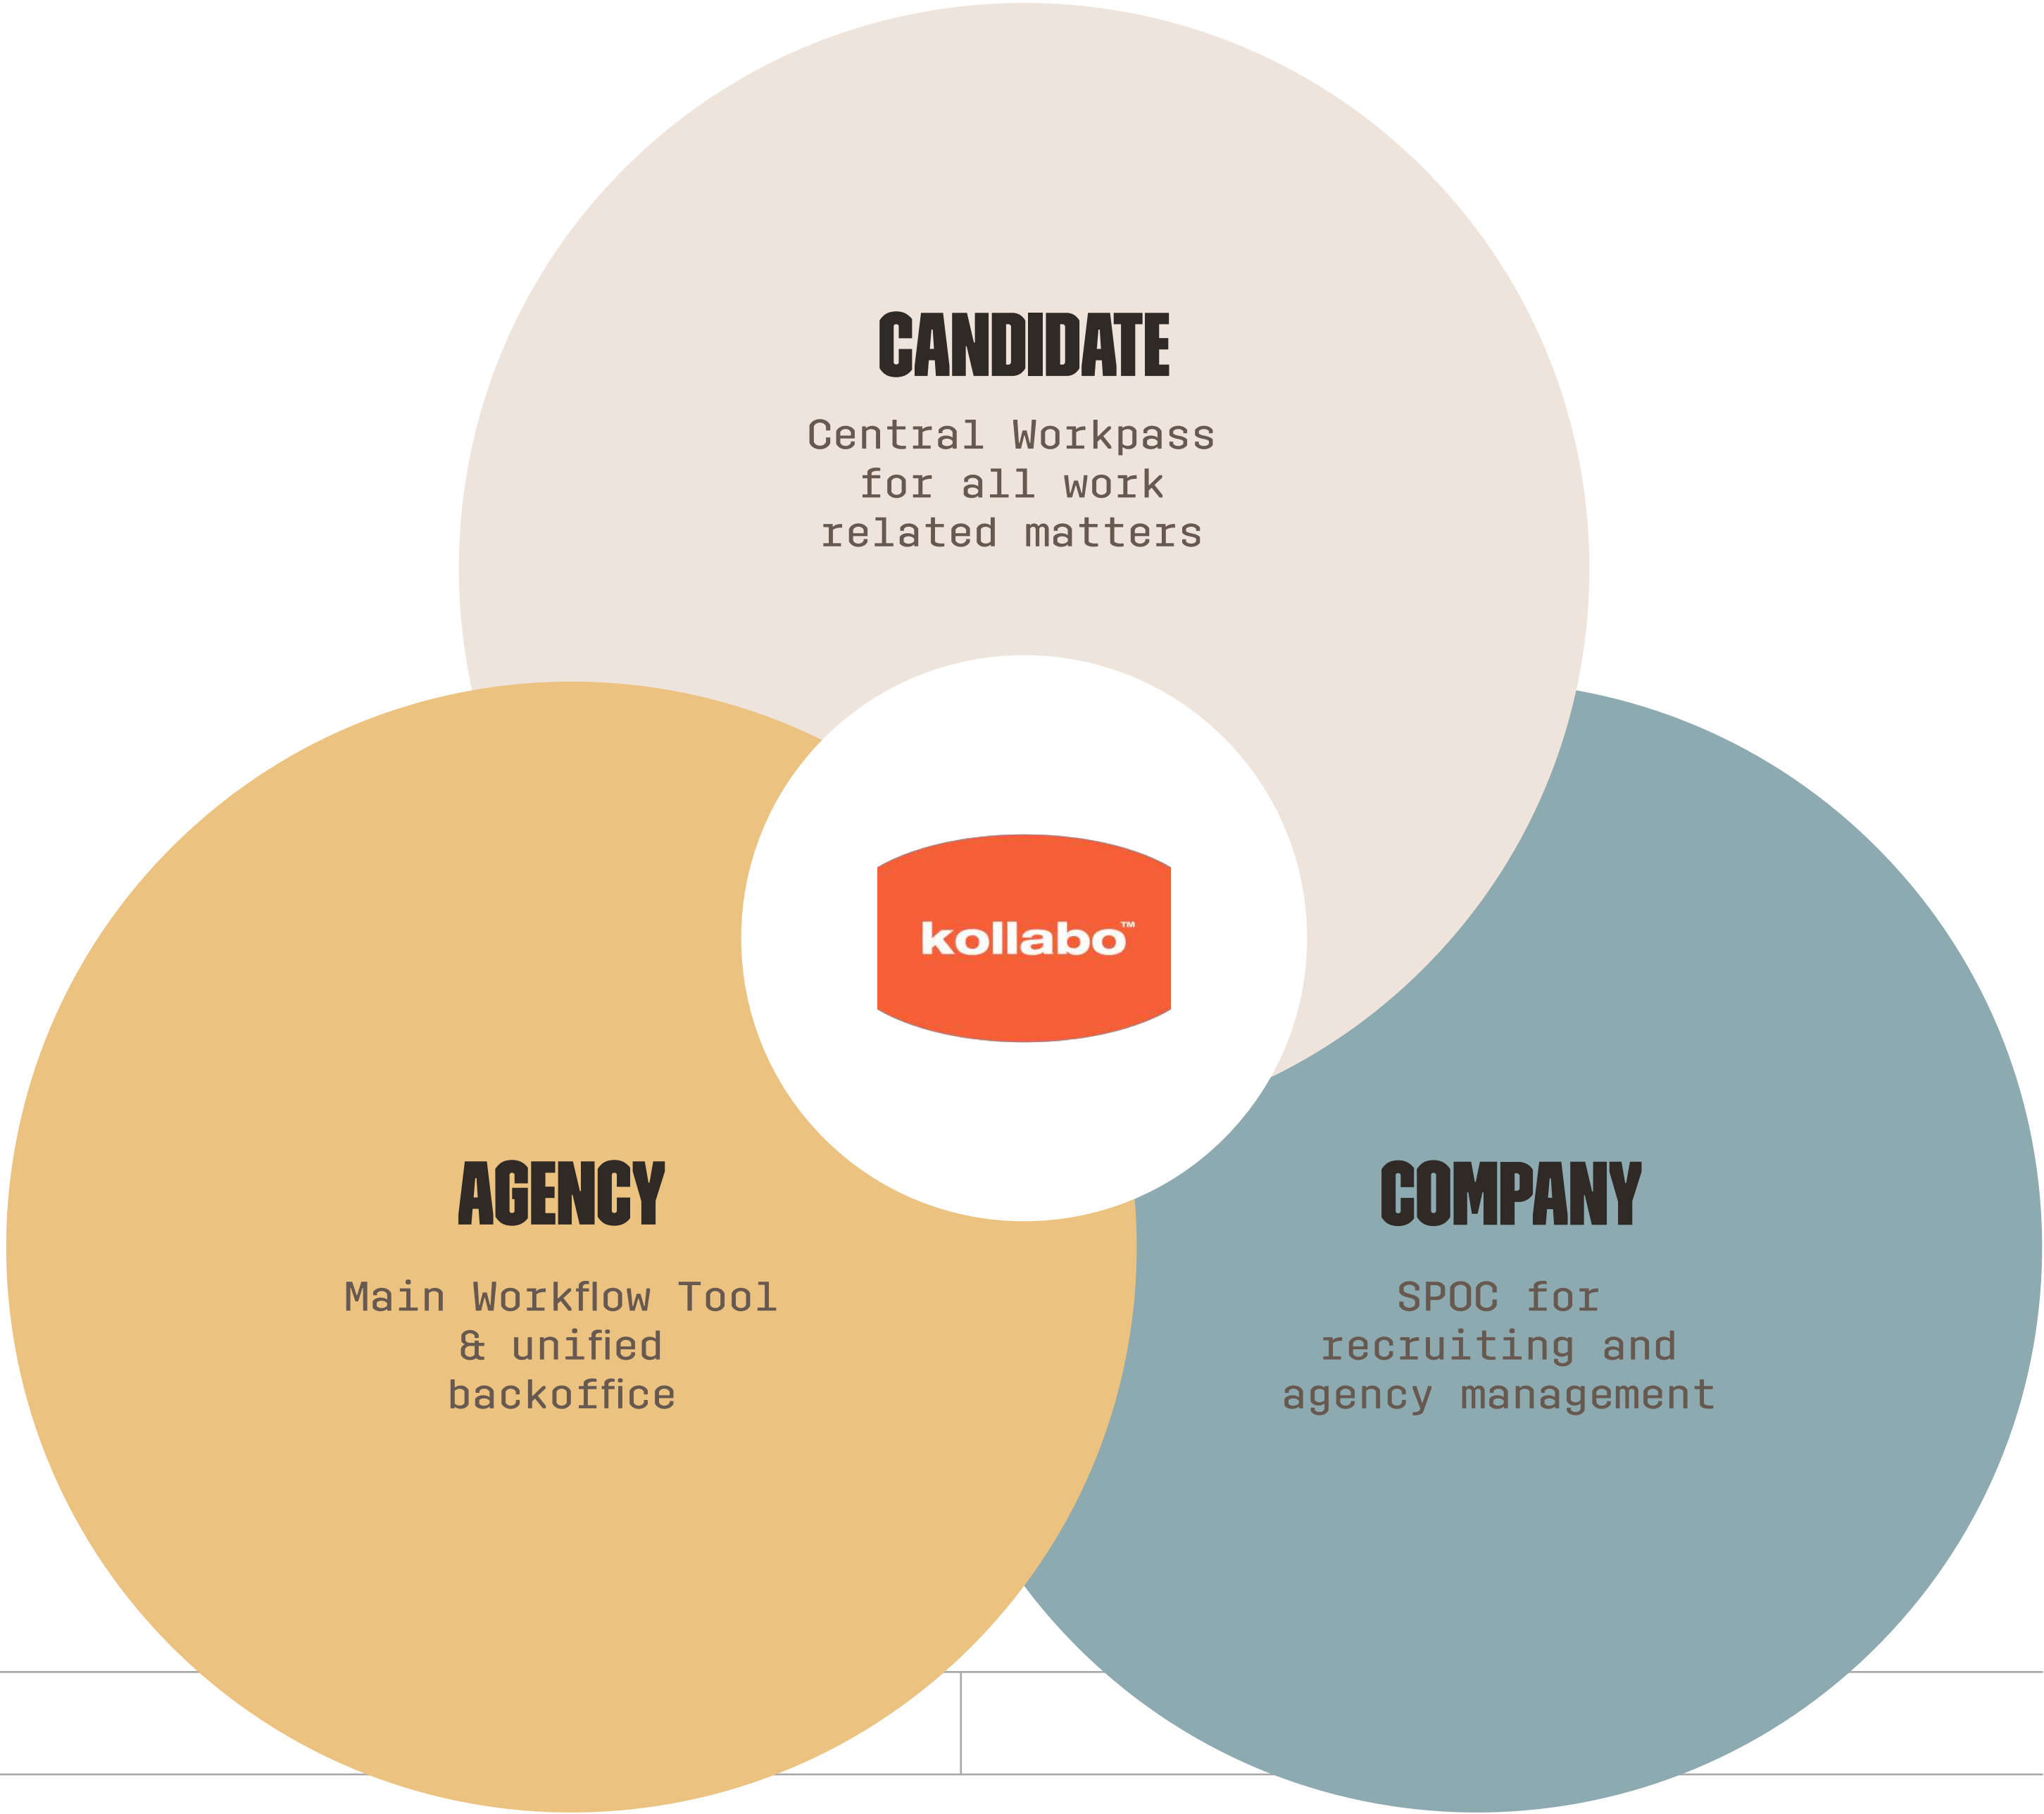 CANDIDATE
Central Workpass
for all work
related matters
kollabo™
AGENCY
Main Workflow Tool
& unified
backoffice
COMPANY
SPOC for
recruiting and
agency management